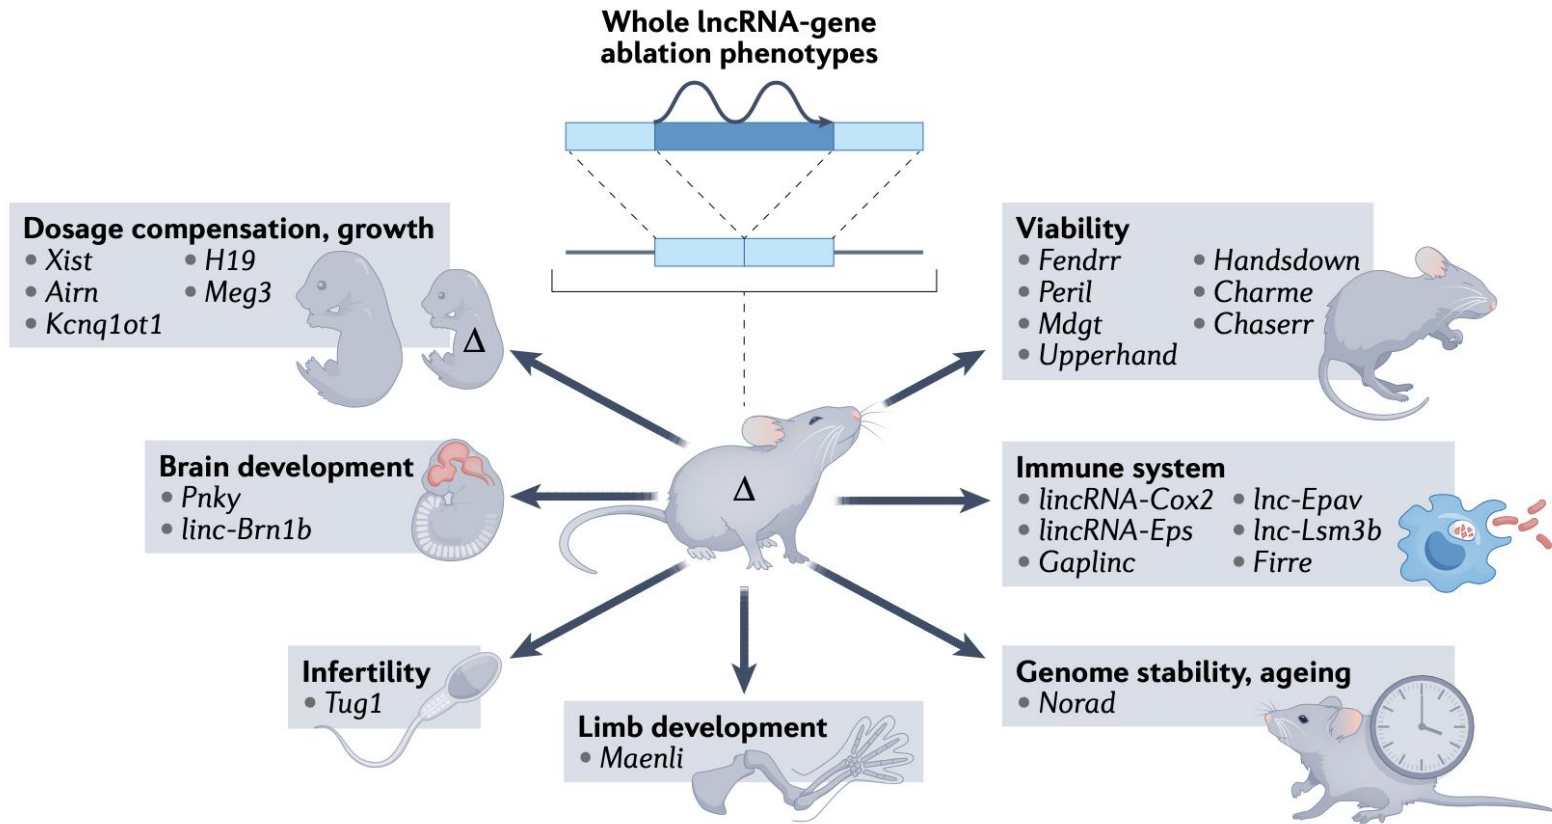 Whole lncRNA-gene
ablation phenotypes
Dosage compensation, growth
• Xist
• Airn
• Kcnq1ot1
• H19
• Meg3
Δ
Viability
• Fendrr
• Peril
• Mdgt
• Upperhand
• Handsdown
• Charme
• Chaserr
Brain development
• Pnky
• linc-Brn1b
Δ
Immune system
• lincRNA-Cox2
• lincRNA-Eps
• Gaplinc
• lnc-Epav
• lnc-Lsm3b
• Firre
Infertility
• Tug1
Limb development
• Maenli
Genome stability, ageing
• Norad